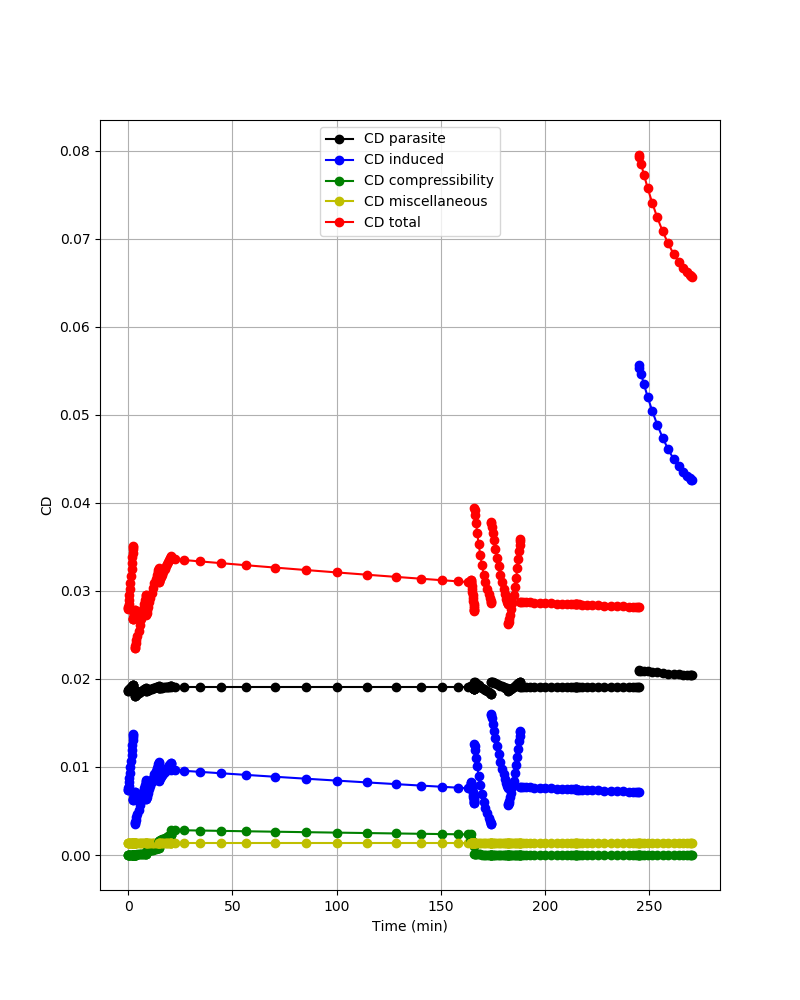 CD parasite
CD induced
CD compressibility
CD miscellaneous
CD total
0.08
0.07
0.06
0.05
0.04
0.03
0.02
0.01
0.00
CD
0 50 100 150 200 250
Time (min)